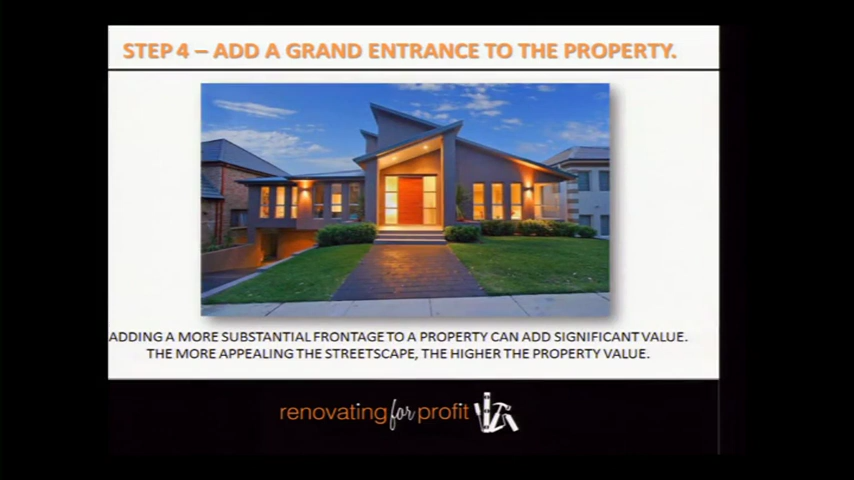 STEP 4 – ADD A GRAND ENTRANCE TO THE PROPERTY.
ADDING A MORE SUBSTANTIAL FRONTAGE TO A PROPERTY CAN ADD SIGNIFICANT VALUE.
THE MORE APPEALING THE STREETSCAPE, THE HIGHER THE PROPERTY VALUE.
renovating for profit